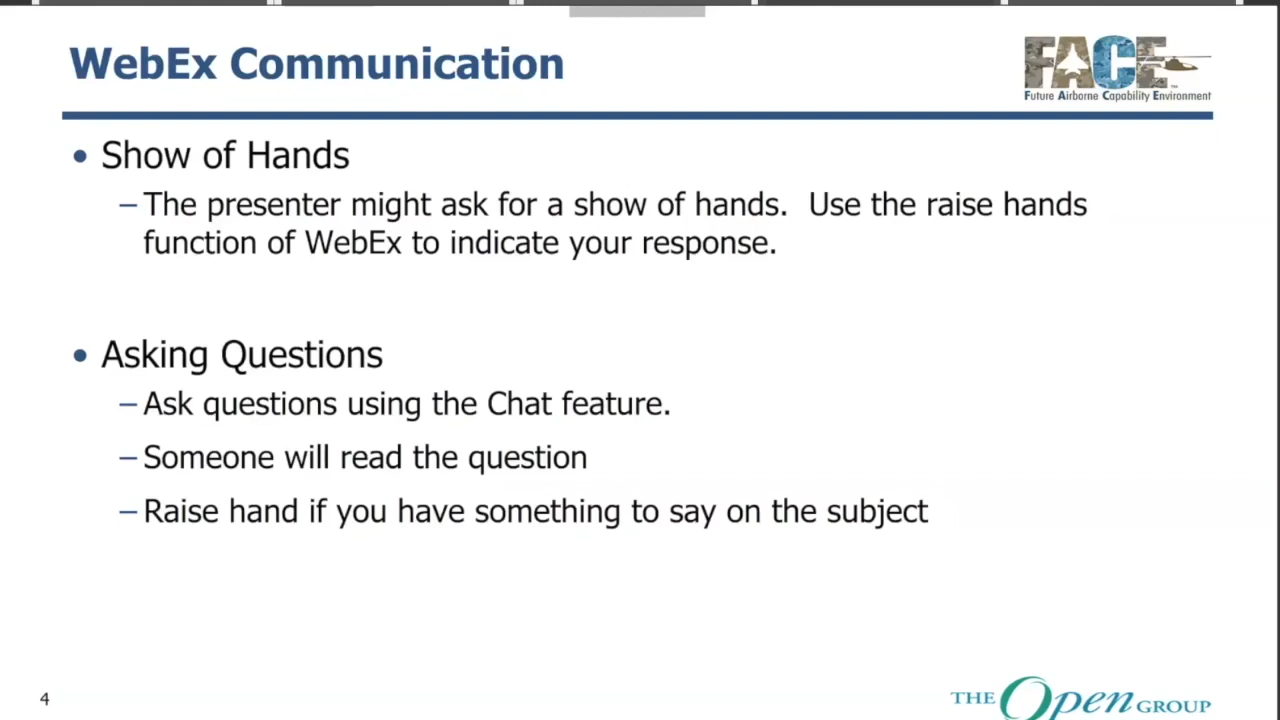 WebEx Communication
FACE™
Future Airborne Capability Environment
• Show of Hands
– The presenter might ask for a show of hands.  Use the raise hands
function of WebEx to indicate your response.
• Asking Questions
– Ask questions using the Chat feature.
– Someone will read the question
– Raise hand if you have something to say on the subject
4
THE Open GROUP